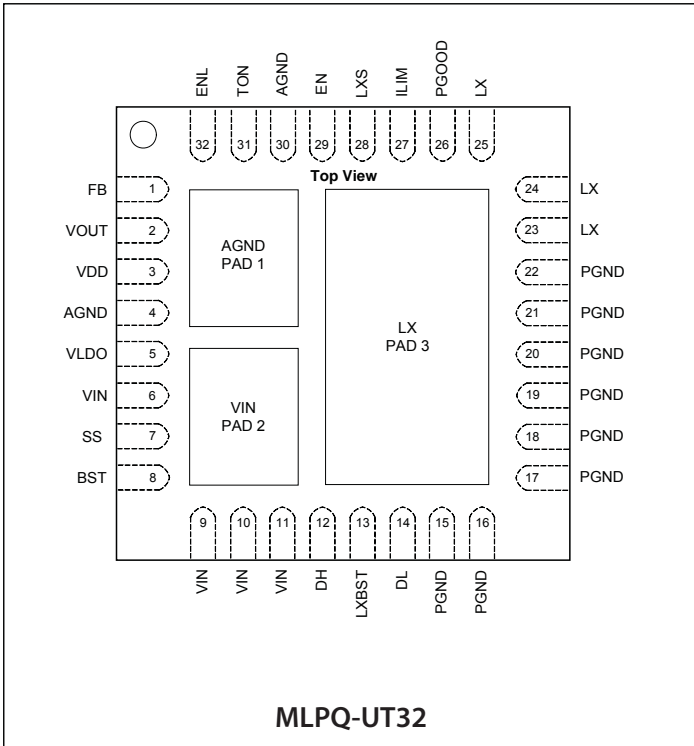 ENL TON AGND EN LXS ILIM PGOOD LX
32 31 30 29 28 27 26 25
Top View
FB 1
VOUT 2
VDD 3
AGND 4
VLDO 5
VIN 6
SS 7
BST 8
AGND
PAD 1
VIN
PAD 2
LX
PAD 3
24 LX
23 LX
22 PGND
21 PGND
20 PGND
19 PGND
18 PGND
17 PGND
9 10 11 12 13 14 15 16
VIN VIN VIN DH LXBST DL PGND PGND
MLPQ-UT32